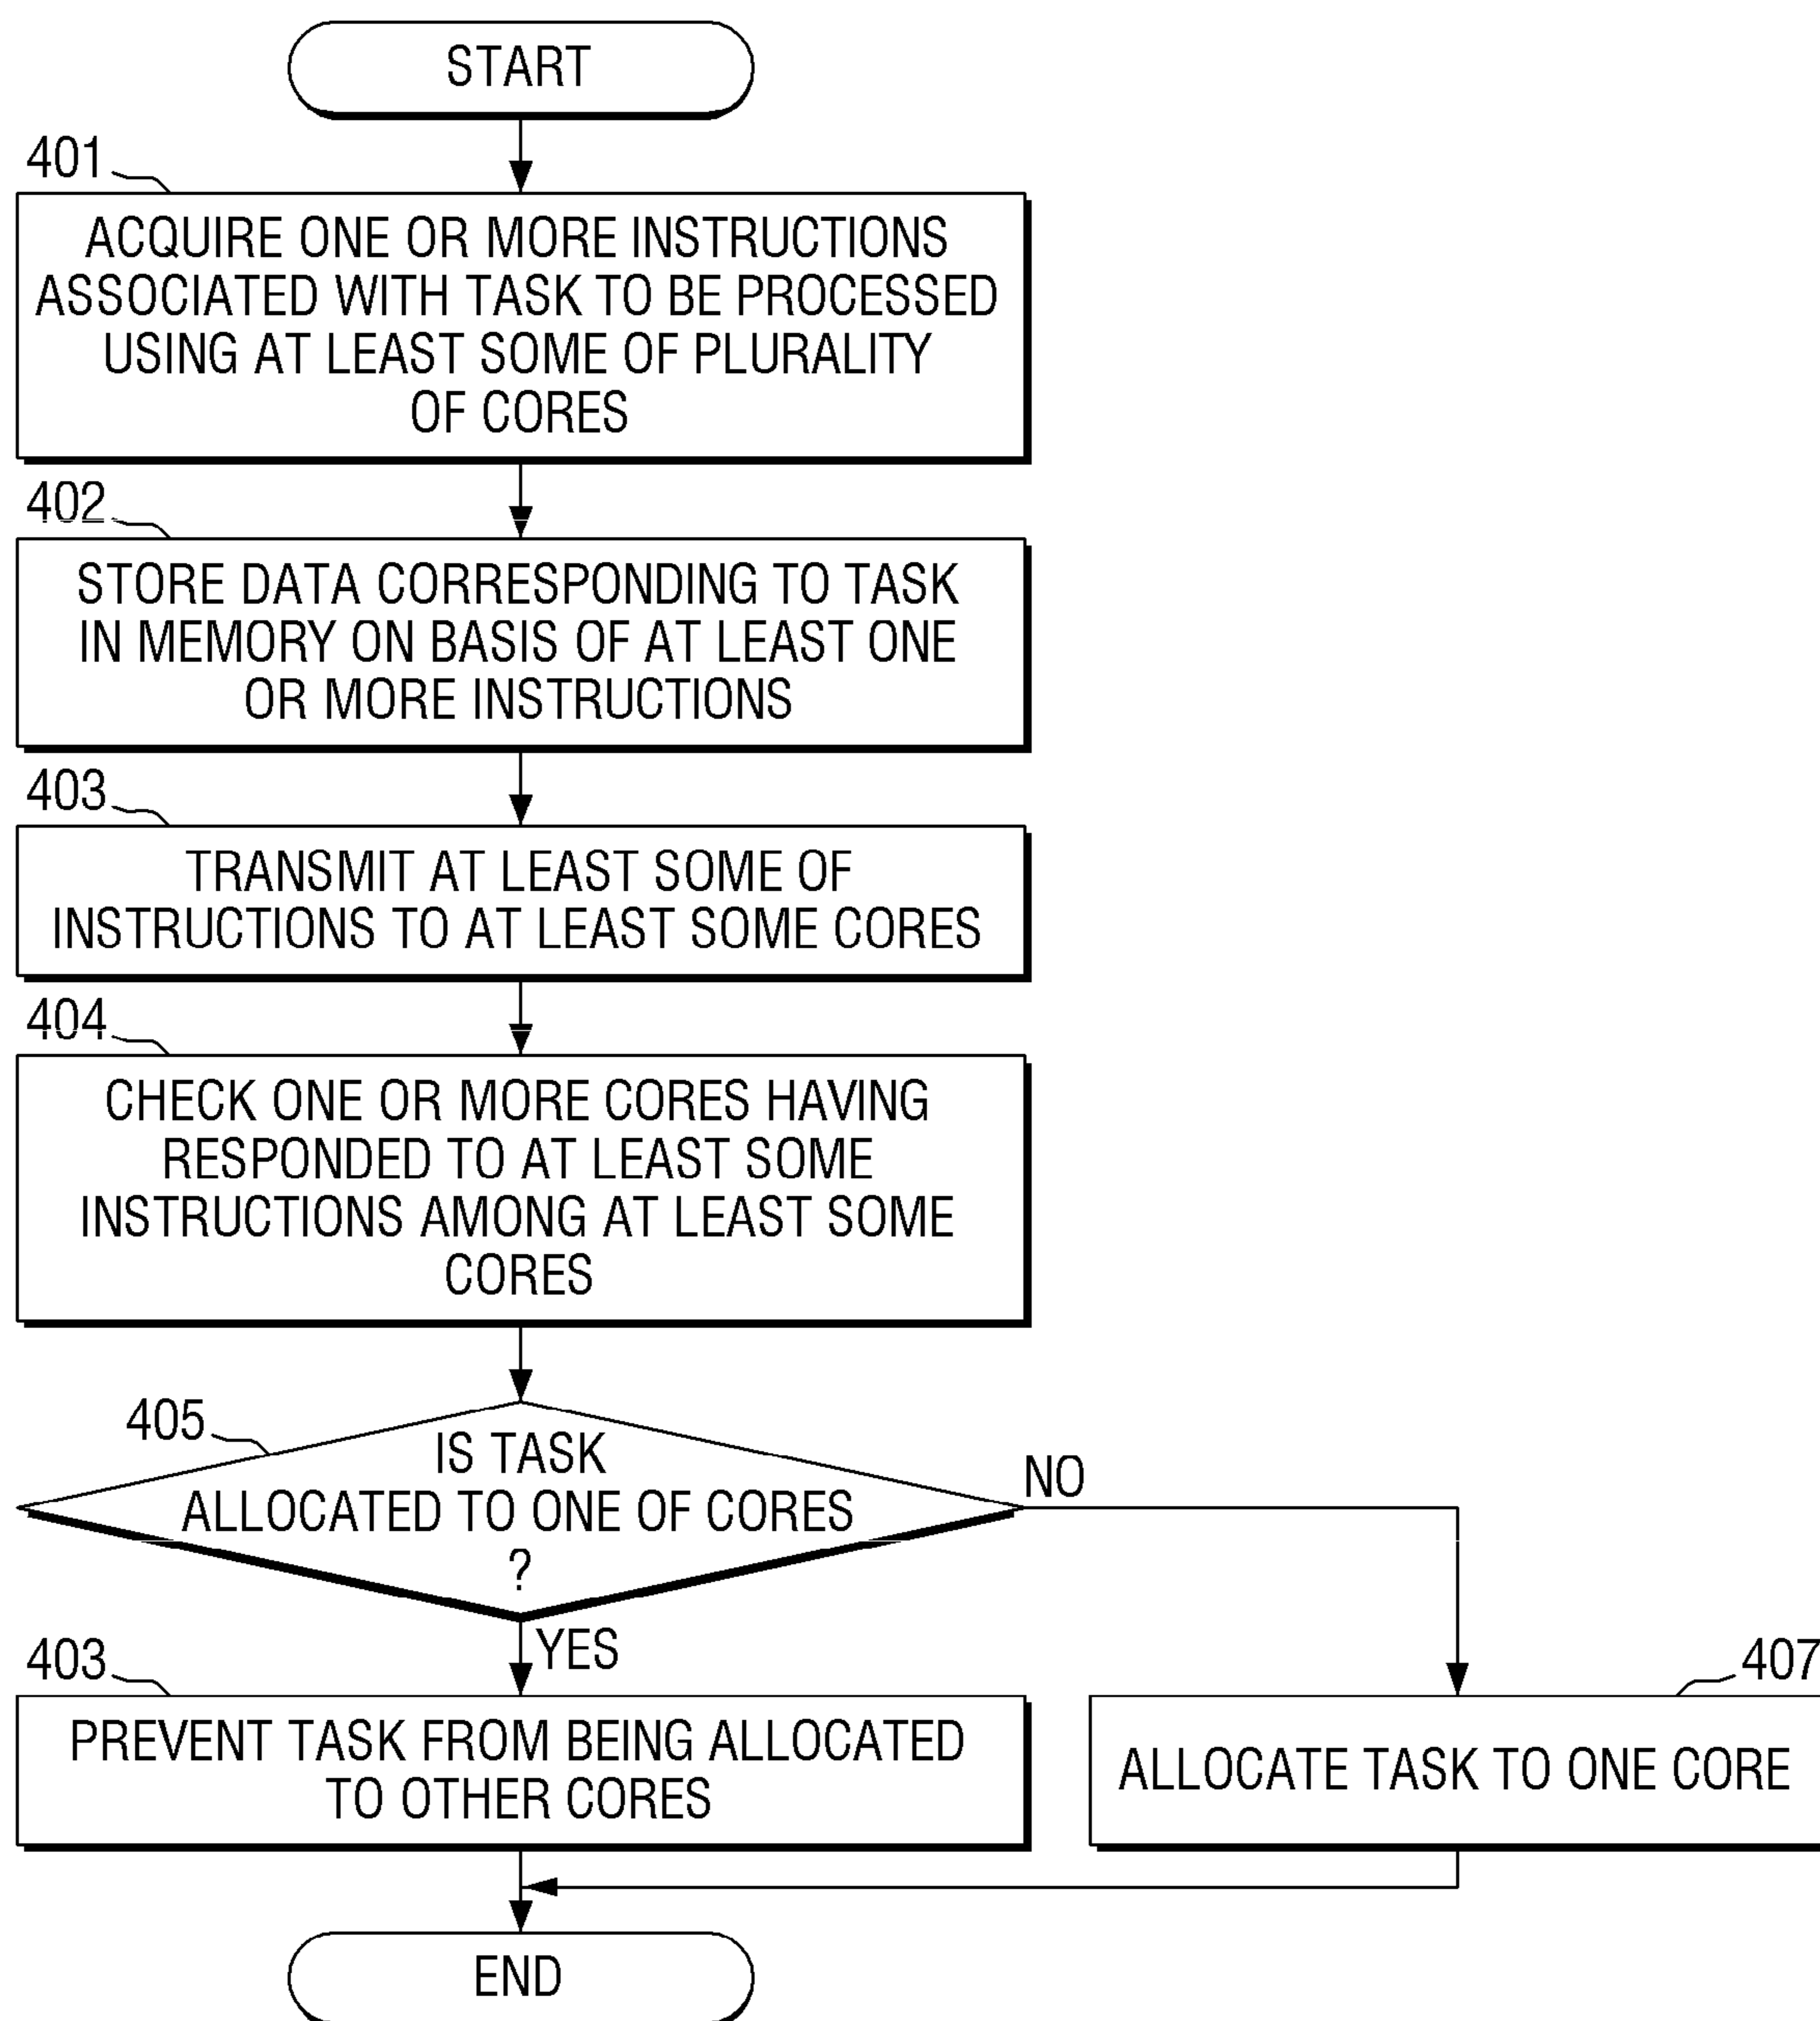 START
401
ACQUIRE ONE OR MORE INSTRUCTIONS
ASSOCIATED WITH TASK TO BE PROCESSED
USING AT LEAST SOME OF PLURALITY
OF CORES
402
STORE DATA CORRESPONDING TO TASK
IN MEMORY ON BASIS OF AT LEAST ONE
OR MORE INSTRUCTIONS
403
TRANSMIT AT LEAST SOME OF
INSTRUCTIONS TO AT LEAST SOME CORES
404
CHECK ONE OR MORE CORES HAVING
RESPONDED TO AT LEAST SOME
INSTRUCTIONS AMONG AT LEAST SOME
CORES
405
IS TASK
ALLOCATED TO ONE OF CORES
?
NO
YES
403
PREVENT TASK FROM BEING ALLOCATED
TO OTHER CORES
407
ALLOCATE TASK TO ONE CORE
END